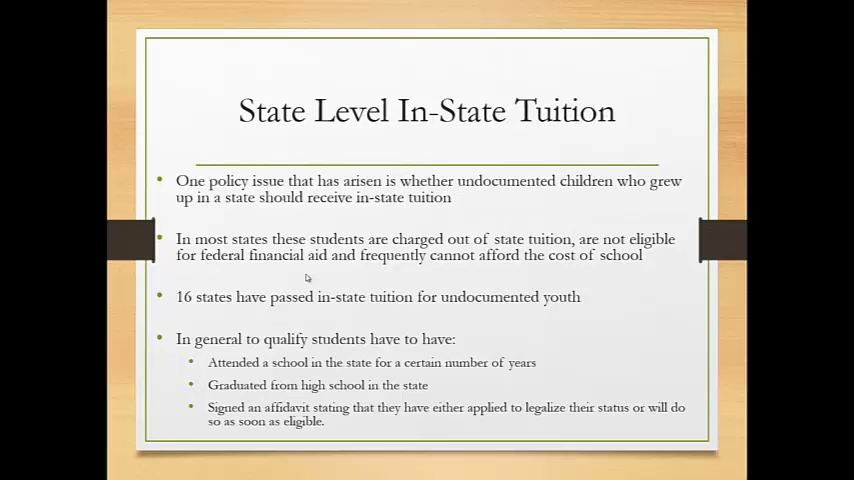 State Level In-State Tuition
• One policy issue that has arisen is whether undocumented children who grew
up in a state should receive in-state tuition
• In most states these students are charged out of state tuition, are not eligible
for federal financial aid and frequently cannot afford the cost of school
• 16 states have passed in-state tuition for undocumented youth
• In general to qualify students have to have:
• Attended a school in the state for a certain number of years
• Graduated from high school in the state
• Signed an affidavit stating that they have either applied to legalize their status or will do
so as soon as eligible.